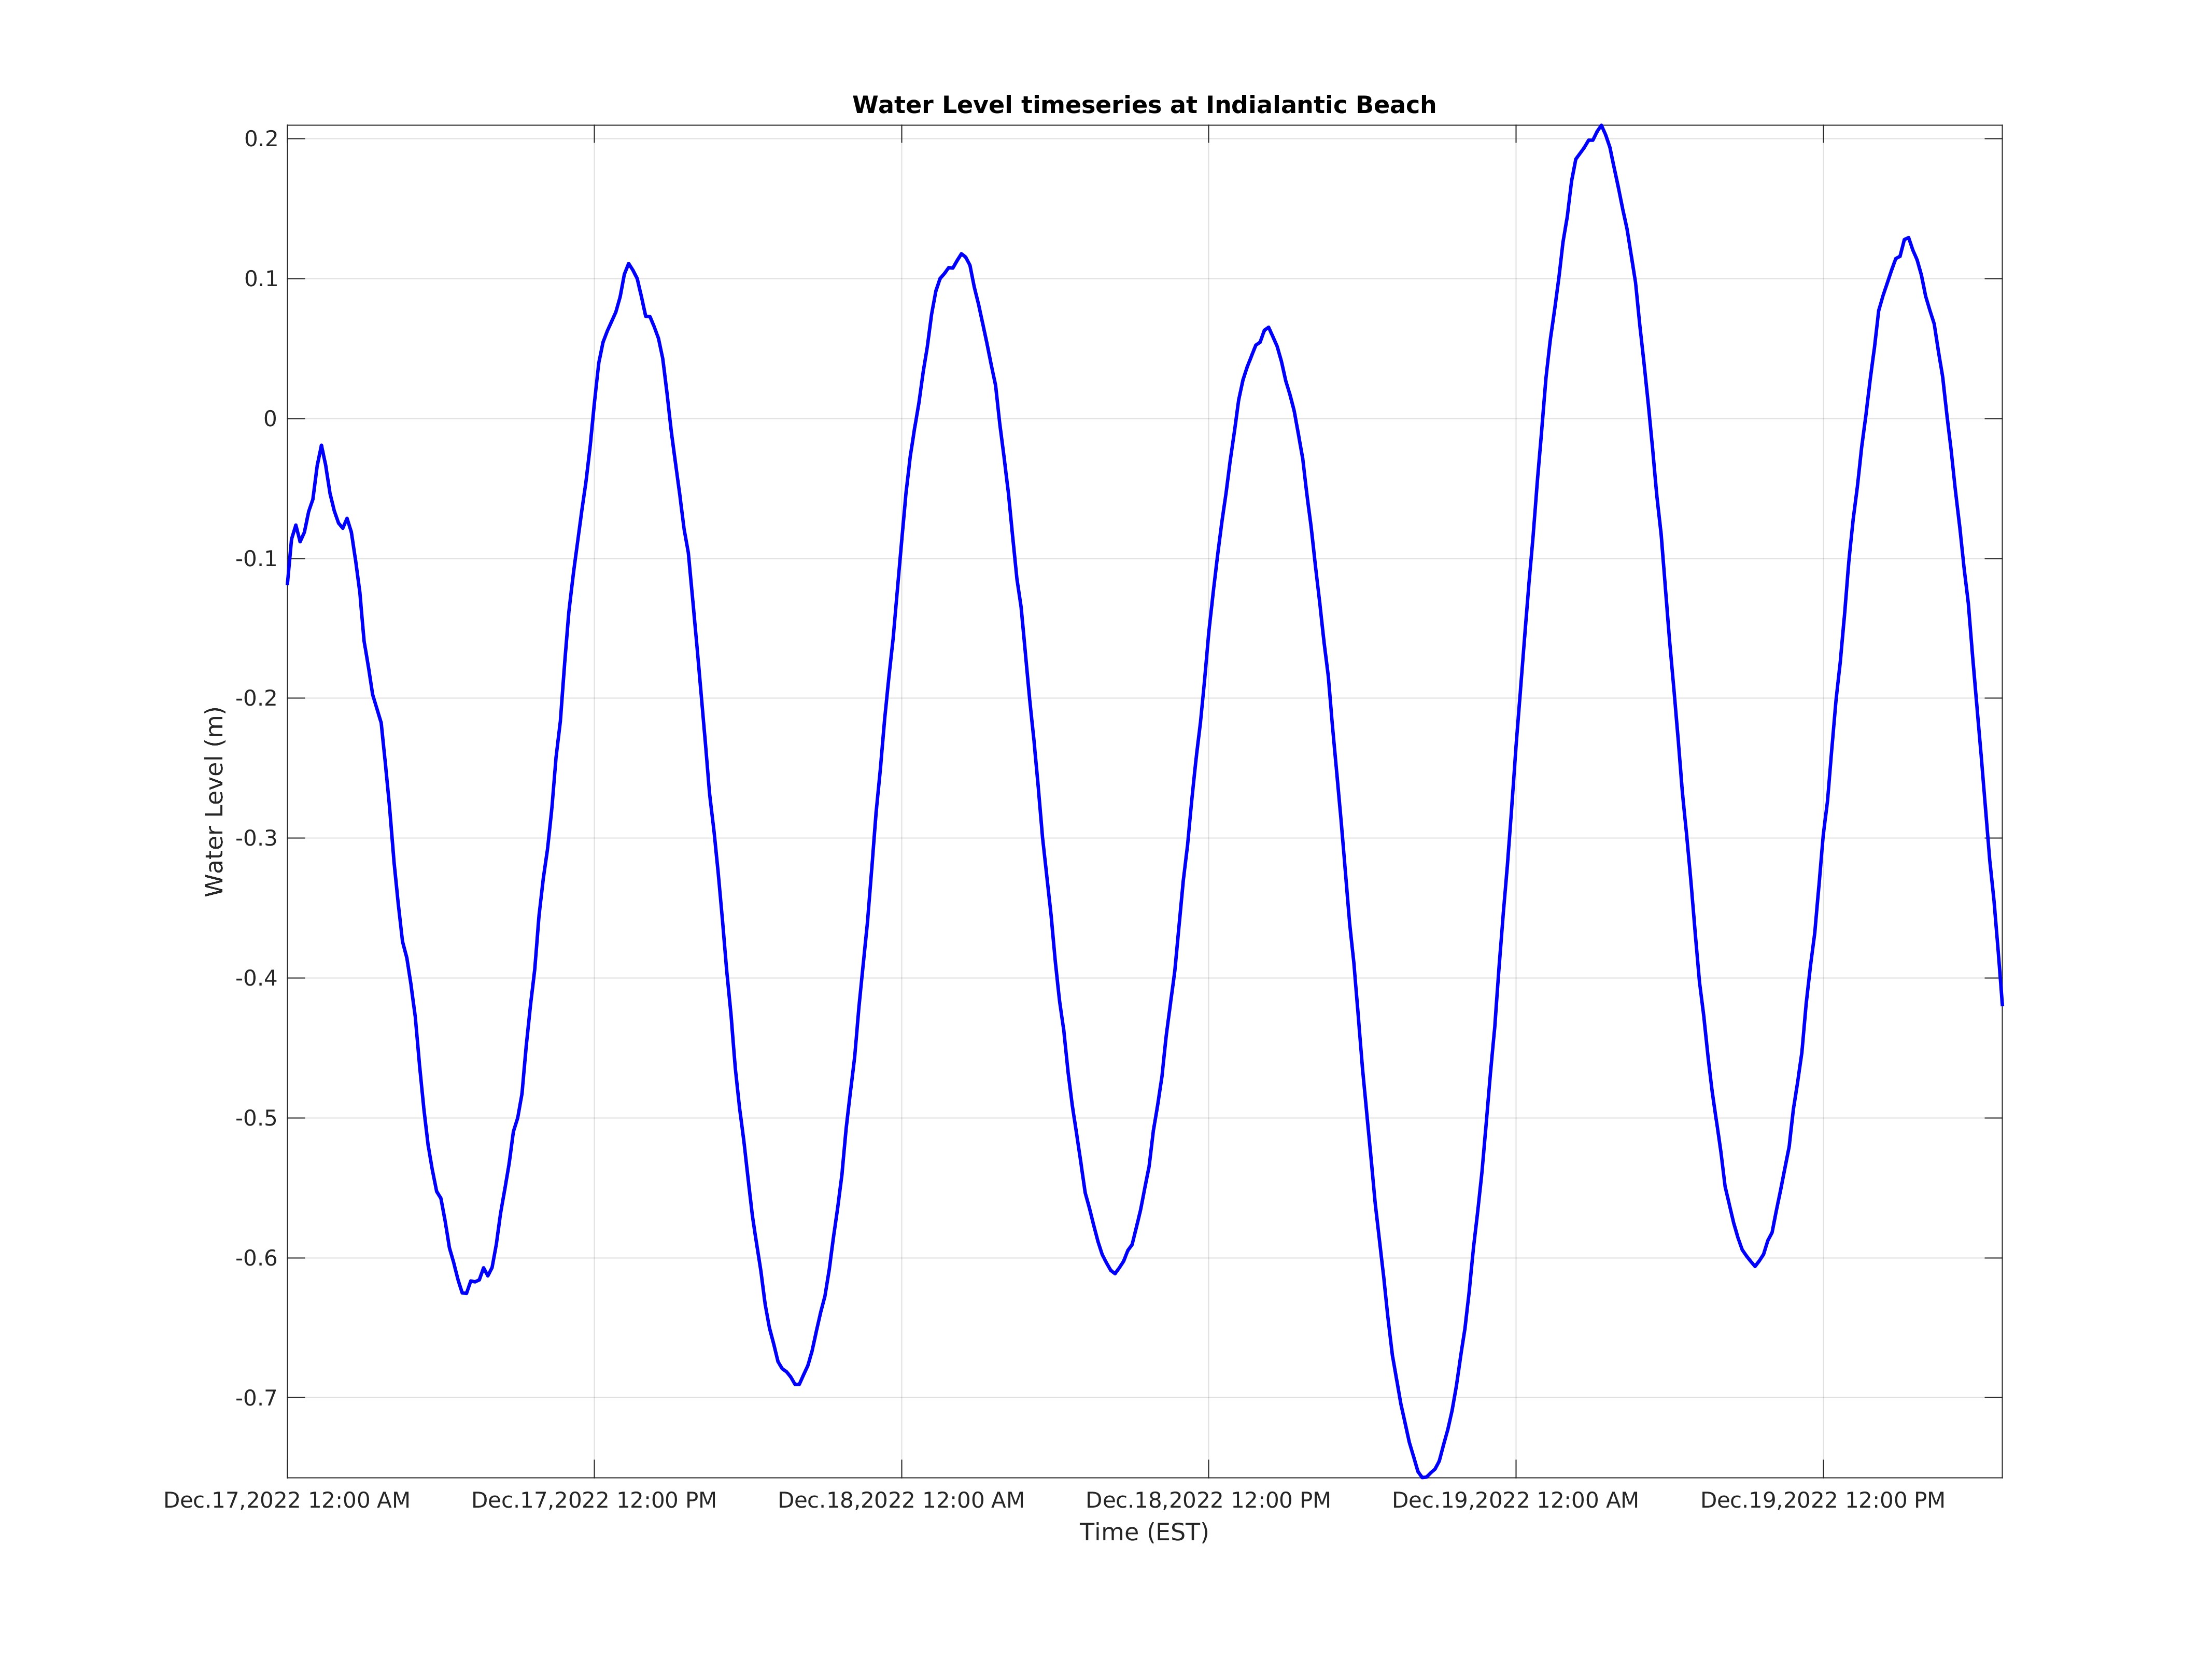 Water Level timeseries at Indialantic Beach
0.2
0.1
0
-0.1
-0.2
-0.3
-0.4
-0.5
-0.6
-0.7
Water Level (m)
Dec.17,2022 12:00 AM
Dec.17,2022 12:00 PM
Dec.18,2022 12:00 AM
Dec.18,2022 12:00 PM
Dec.19,2022 12:00 AM
Dec.19,2022 12:00 PM
Time (EST)